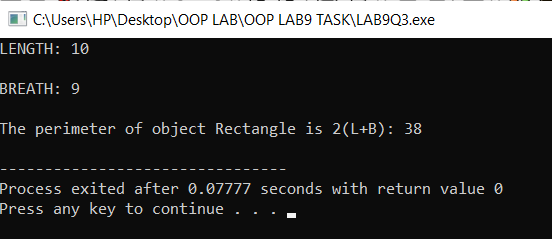 C:\Users\HP\Desktop\OOP LAB\OOP LAB9 TASK\LAB9Q3.exe
LENGTH: 10
BREATH: 9
The perimeter of object Rectangle is 2(L+B): 38
--------------------------------
Process exited after 0.07777 seconds with return value 0
Press any key to continue . . .